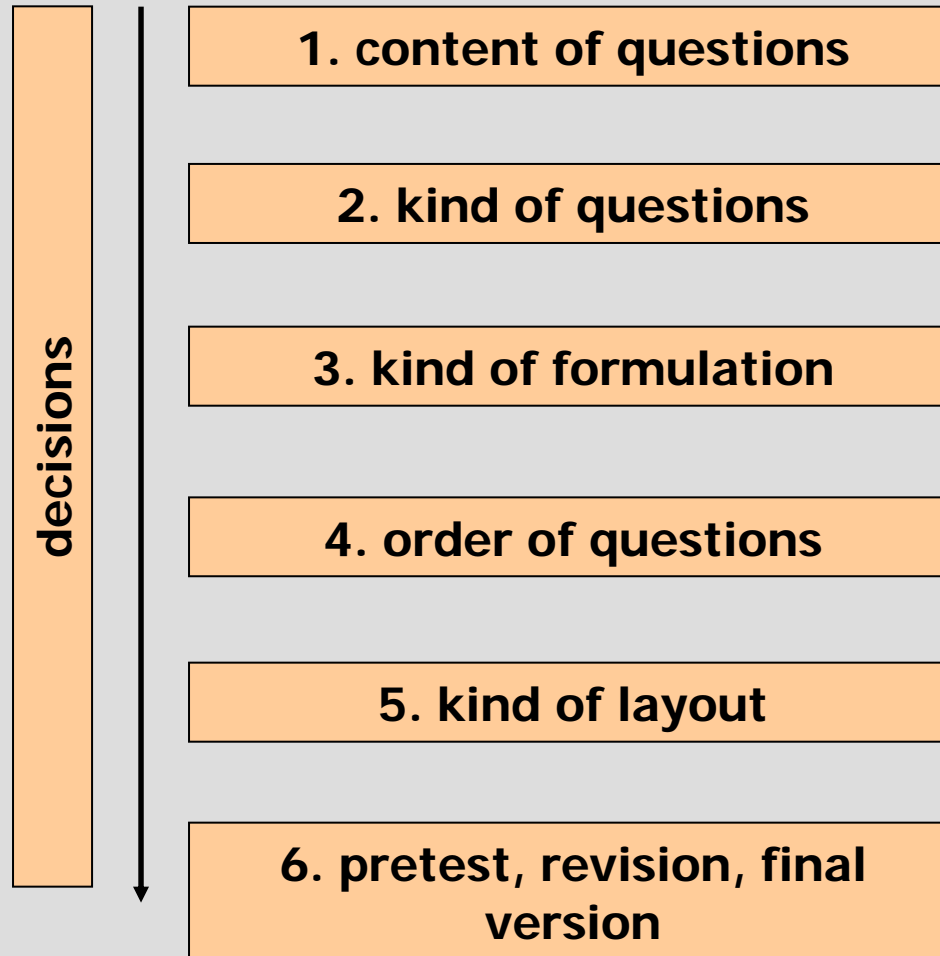 decisions
1. content of questions
2. kind of questions
3. kind of formulation
4. order of questions
5. kind of layout
6. pretest, revision, final
version